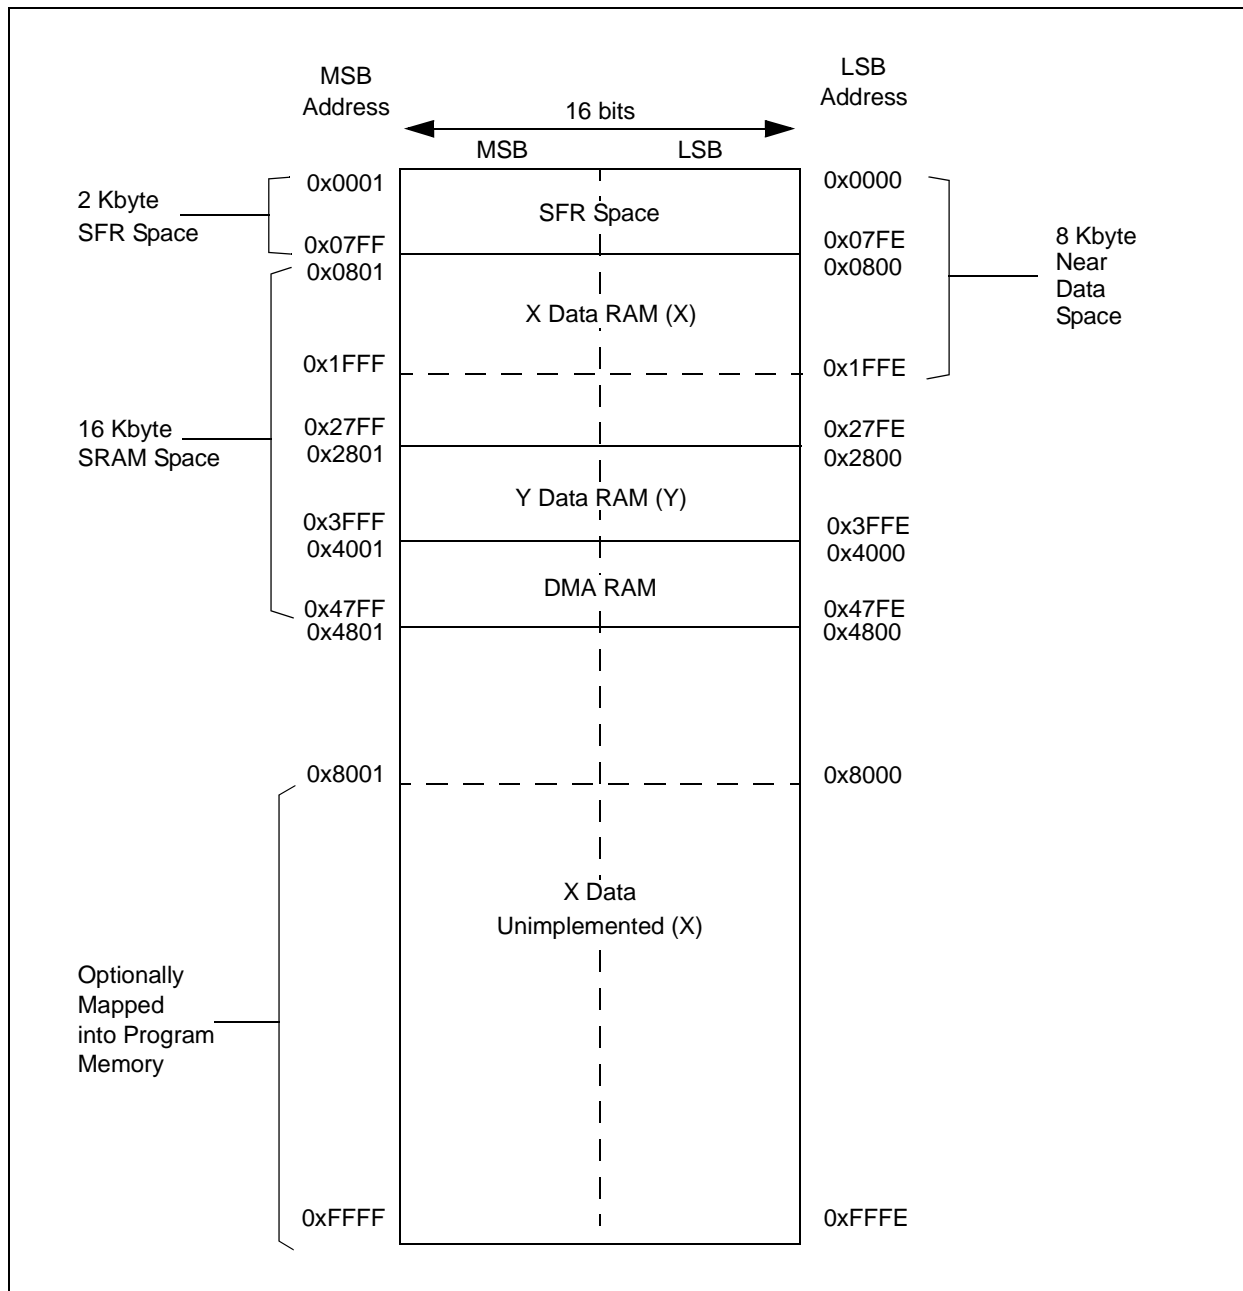 MSB
Address
LSB
Address
16 bits
MSB
LSB
0x0001
0x0000
2 Kbyte
SFR Space
SFR Space
0x07FF
0x07FE
0x0801
0x0800
8 Kbyte
Near
Data
Space
X Data RAM (X)
0x1FFF
0x1FFE
16 Kbyte
SRAM Space
0x27FF
0x27FE
0x2801
0x2800
Y Data RAM (Y)
0x3FFF
0x3FFE
0x4001
0x4000
DMA RAM
0x47FF
0x47FE
0x4801
0x4800
0x8001
0x8000
X Data
Unimplemented (X)
Optionally
Mapped
into Program
Memory
0xFFFF
0xFFFE